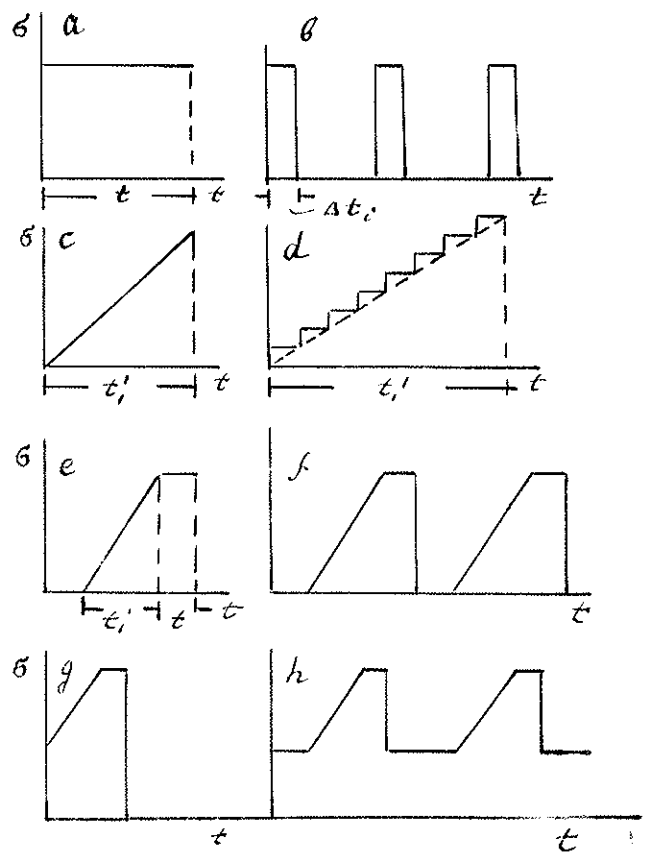 σ a b
t t Δtᵢ t
σ c d
t₁' t t₁' t
σ e f
t₁' t t t
σ g h
t t